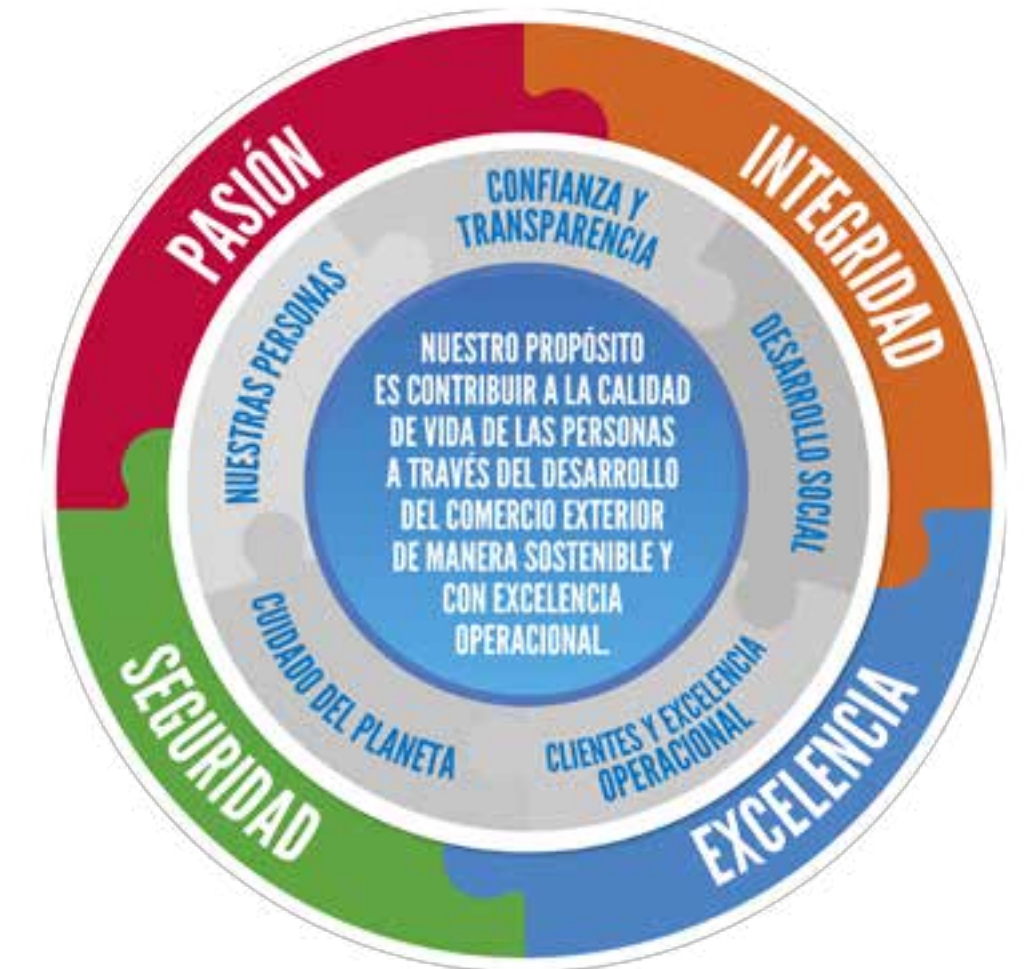 PASIÓN
INTEGRIDAD
CONFIANZA Y
TRANSPARENCIA
NUESTRAS PERSONAS
DESARROLLO SOCIAL
NUESTRO PROPÓSITO
ES CONTRIBUIR A LA CALIDAD
DE VIDA DE LAS PERSONAS
A TRAVÉS DEL DESARROLLO
DEL COMERCIO EXTERIOR
DE MANERA SOSTENIBLE Y
CON EXCELENCIA
OPERACIONAL.
CUIDADO DEL PLANETA
CLIENTES Y EXCELENCIA
OPERACIONAL
SEGURIDAD
EXCELENCIA